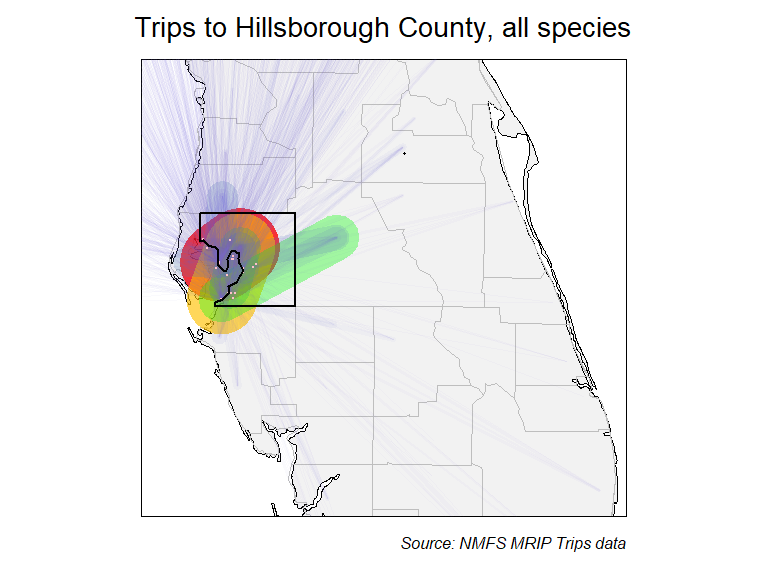 Trips to Hillsborough County, all species
Source: NMFS MRIP Trips data